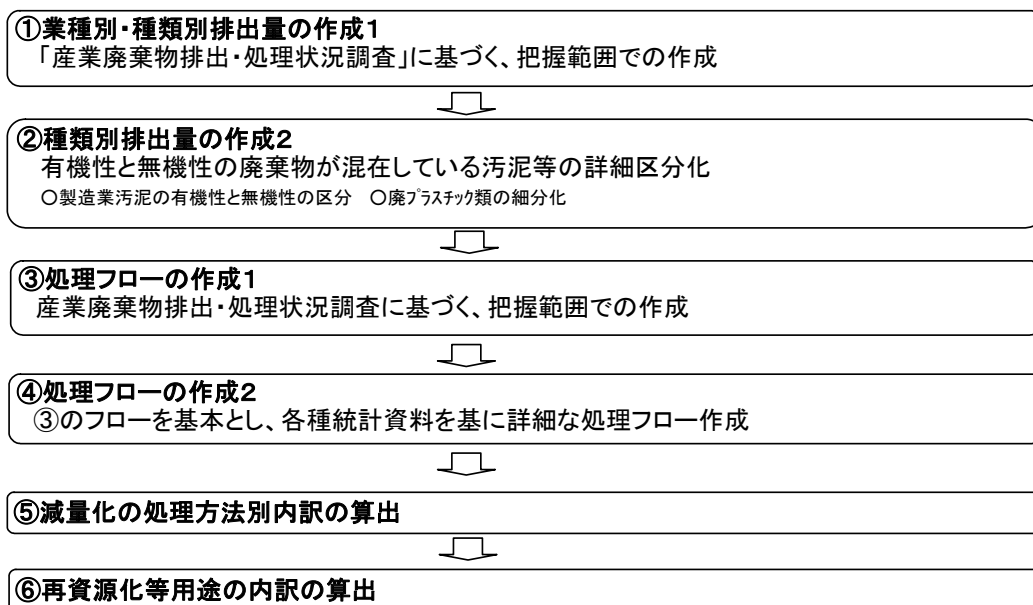 ①業種別・種類別排出量の作成1
「産業廃棄物排出・処理状況調査」に基づく、把握範囲での作成
②種類別排出量の作成2
有機性と無機性の廃棄物が混在している汚泥等の詳細区分化
○製造業汚泥の有機性と無機性の区分　○廃ﾌﾟﾗｽﾁｯｸ類の細分化
③処理フローの作成1
産業廃棄物排出・処理状況調査に基づく、把握範囲での作成
④処理フローの作成2
③のフローを基本とし、各種統計資料を基に詳細な処理フロー作成
⑤減量化の処理方法別内訳の算出
⑥再資源化等用途の内訳の算出